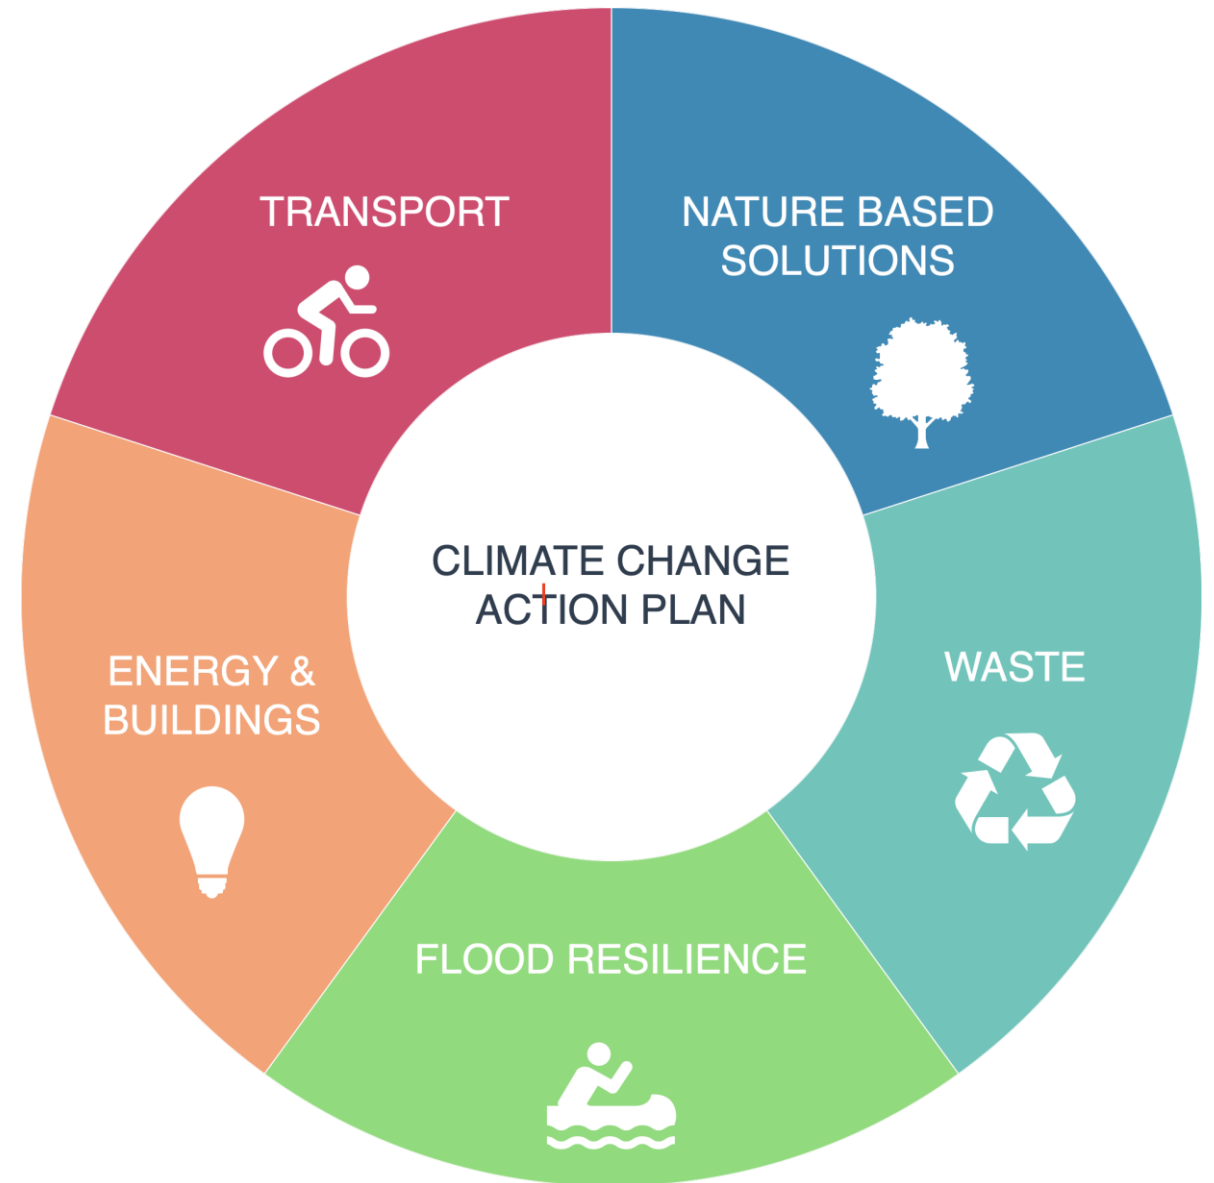 TRANSPORT
NATURE BASED
SOLUTIONS
CLIMATE CHANGE
ACTION PLAN
ENERGY &
BUILDINGS
WASTE
FLOOD RESILIENCE